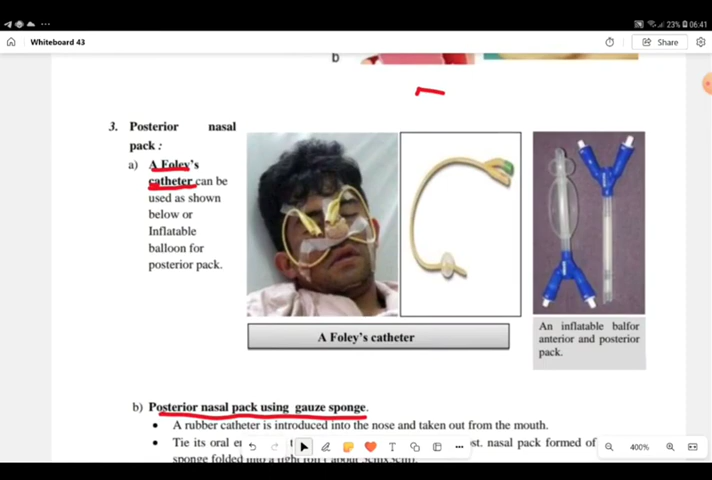 23% 06:41
Whiteboard 43
Share
b
3. Posterior nasal
pack :
a) A Foley's
catheter can be
used as shown
below or
Inflatable
balloon for
posterior pack.
A Foley's catheter
An inflatable balfor
anterior and posterior
pack.
b) Posterior nasal pack using gauze sponge.
• A rubber catheter is introduced into the nose and taken out from the mouth.
• Tie its oral st. nasal pack formed of
T
400%
sponge folded